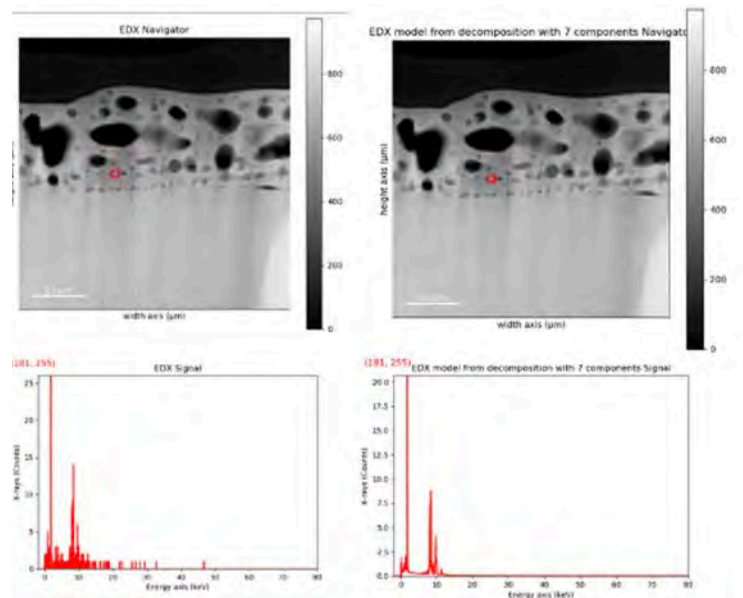 EDX Navigator
800
600
400
200
0
width axis (μm)
EDX model from decomposition with 7 components Navigato
height axis (μm)
800
600
400
200
0
width axis (μm)
(181, 255)
EDX Signal
X-rays (Counts)
25
20
15
10
5
0
0 10 20 30 40 50 60 70 80
Energy axis (keV)
(181, 255)
EDX model from decomposition with 7 components Signal
X-rays (Counts)
20.0
17.5
15.0
12.5
10.0
7.5
5.0
2.5
0.0
0 10 20 30 40 50 60 70 80
Energy axis (keV)